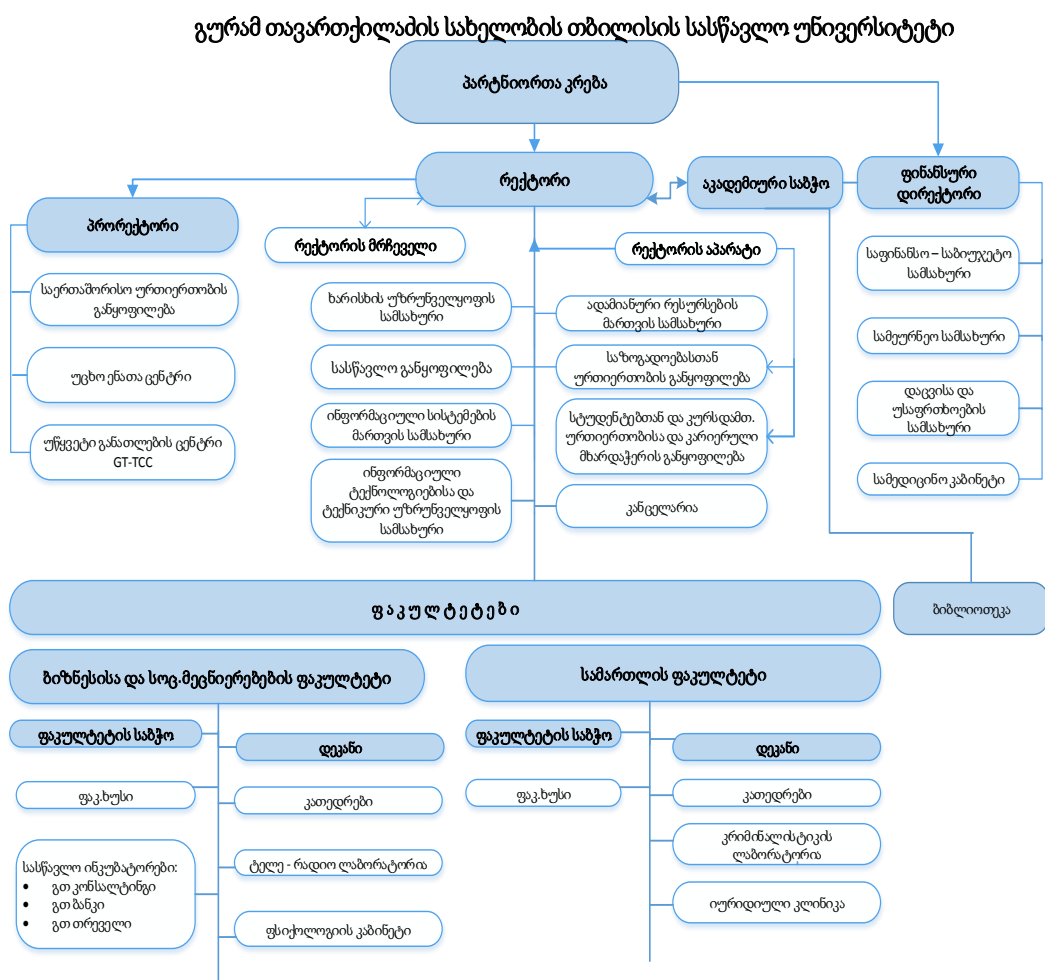 გურამ თავართქილაძის სახელობის თბილისის სასწავლო უნივერსიტეტი
პარტნიორთა კრება
რექტორი
აკადემიური საბჭო
ფინანსური
დირექტორი
პრორექტორი
რექტორის მრჩეველი
რექტორის აპარატი
საერთაშორისო ურთიერთობის
განყოფილება
უცხო ენათა ცენტრი
უწყვეტი განათლების ცენტრი
GT-TCC
ხარისხის უზრუნველყოფის
სამსახური
სასწავლო განყოფილება
ინფორმაციული სისტემების
მართვის სამსახური
ინფორმაციული
ტექნოლოგიებისა და
ტექნიკური უზრუნველყოფის
სამსახური
ადამიანური რესურსების
მართვის სამსახური
საზოგადოებასთან
ურთიერთობის განყოფილება
სტუდენტებთან და კურსდამთ.
ურთიერთობისა და კარიერული
მხარდაჭერის განყოფილება
კანცელარია
საფინანსო – საბიუჯეტო
სამსახური
სამეურნეო სამსახური
დაცვისა და
უსაფრთხოების
სამსახური
სამედიცინო კაბინეტი
ბიბლიოთეკა
ფ ა კ უ ლ ტ ე ტ ე ბ ი
ბიზნესისა და სოც.მეცნიერებების ფაკულტეტი
ფაკულტეტის საბჭო
დეკანი
ფაკ.ხუსი
კათედრები
სასწავლო ინკუბატორები:
• გთ კონსალტინგი
• გთ ბანკი
• გთ თრეველი
ტელე - რადიო ლაბორატორია
ფსიქოლოგიის კაბინეტი
სამართლის ფაკულტეტი
ფაკულტეტის საბჭო
დეკანი
ფაკ.ხუსი
კათედრები
კრიმინალისტიკის
ლაბორატორია
იურიდიული კლინიკა